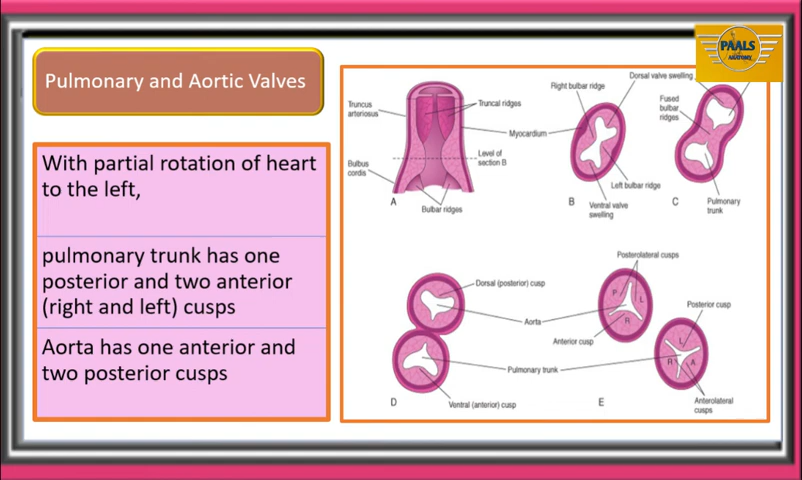 PAALS
ANATOMY
Pulmonary and Aortic Valves
With partial rotation of heart
to the left,
pulmonary trunk has one
posterior and two anterior
(right and left) cusps
Aorta has one anterior and
two posterior cusps
Truncus
arteriosus
Truncal ridges
Myocardium
Bulbus
cordis
Level of
section B
A
Bulbar ridges
Right bulbar ridge
Dorsal valve swelling
Left bulbar ridge
B
Ventral valve
swelling
Fused
bulbar
ridges
C
Pulmonary
trunk
Dorsal (posterior) cusp
Aorta
Pulmonary trunk
D
Ventral (anterior) cusp
Posterolateral cusps
P
L
R
Anterior cusp
Posterior cusp
L
R
A
E
Anterolateral
cusps